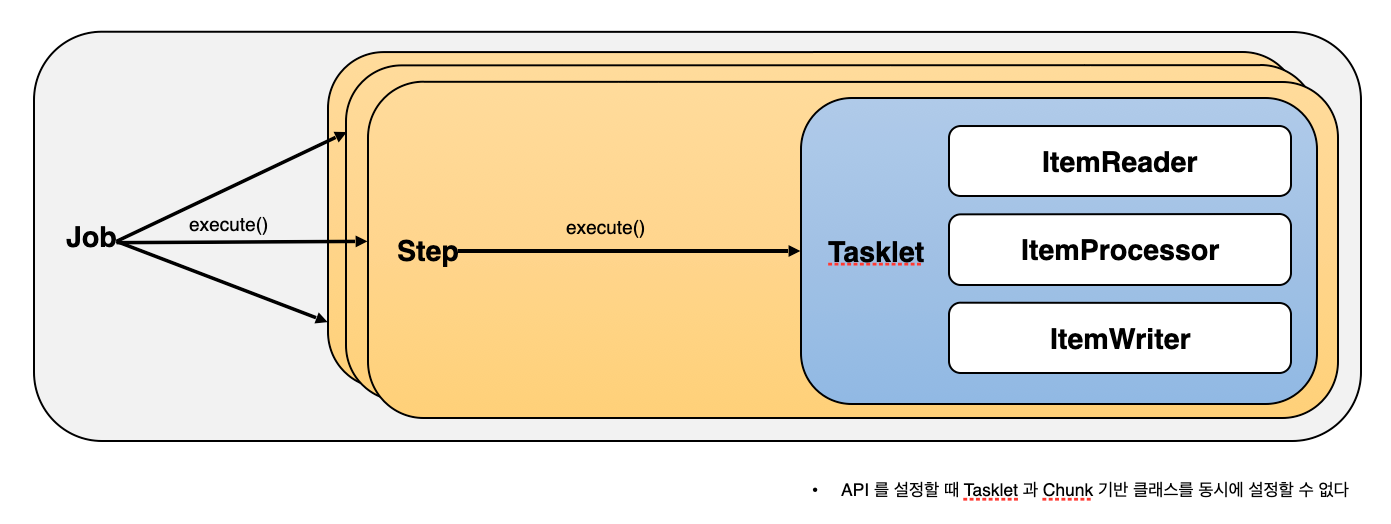 Job
execute()
Step
execute()
Tasklet
ItemReader
ItemProcessor
ItemWriter
• API 를 설정할 때 Tasklet 과 Chunk 기반 클래스를 동시에 설정할 수 없다